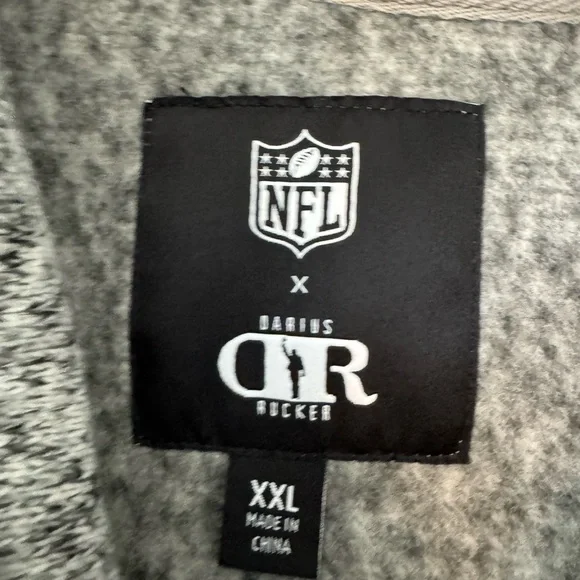 NFL
X
DARIUS
DR
RUCKER
XXL
MADE IN
CHINA